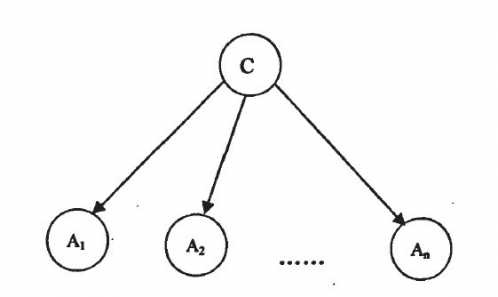 C
A₁
A₂
......
Aₙ